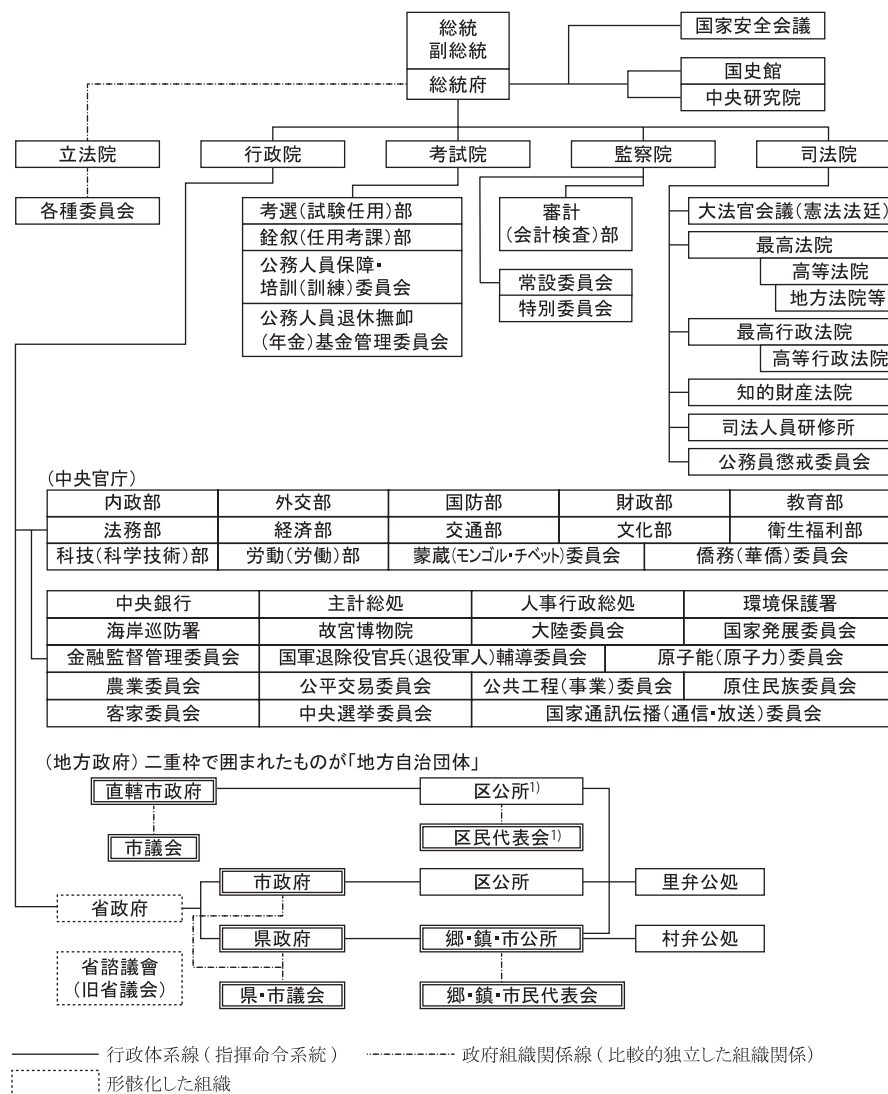 総統
副総統
総統府
国家安全会議
国史館
中央研究院
立法院
行政院
考試院
監察院
司法院
各種委員会
考選(試験任用)部
銓叙(任用考課)部
公務人員保障・
培訓(訓練)委員会
公務人員退休撫卹
(年金)基金管理委員会
審計
(会計検査)部
常設委員会
特別委員会
大法官会議(憲法法廷)
最高法院
高等法院
地方法院等
最高行政法院
高等行政法院
知的財産法院
司法人員研修所
公務員懲戒委員会
(中央官庁)
内政部 外交部 国防部 財政部 教育部
法務部 経済部 交通部 文化部 衛生福利部
科技(科学技術)部 労動(労働)部 蒙蔵(モンゴル・チベット)委員会 僑務(華僑)委員会
中央銀行 主計総処 人事行政総処 環境保護署
海岸巡防署 故宮博物院 大陸委員会 国家発展委員会
金融監督管理委員会 国軍退除役官兵(退役軍人)輔導委員会 原子能(原子力)委員会
農業委員会 公平交易委員会 公共工程(事業)委員会 原住民族委員会
客家委員会 中央選挙委員会 国家通訊伝播(通信・放送)委員会
(地方政府) 二重枠で囲まれたものが「地方自治団体」
直轄市政府 区公所1)
市議会 区民代表会1)
市政府 区公所 里弁公処
省政府
県政府 郷・鎮・市公所 村弁公処
省諮議會
(旧省議会)
県・市議会 郷・鎮・市民代表会
行政体系線(指揮命令系統) 政府組織関係線(比較的独立した組織関係)
形骸化した組織